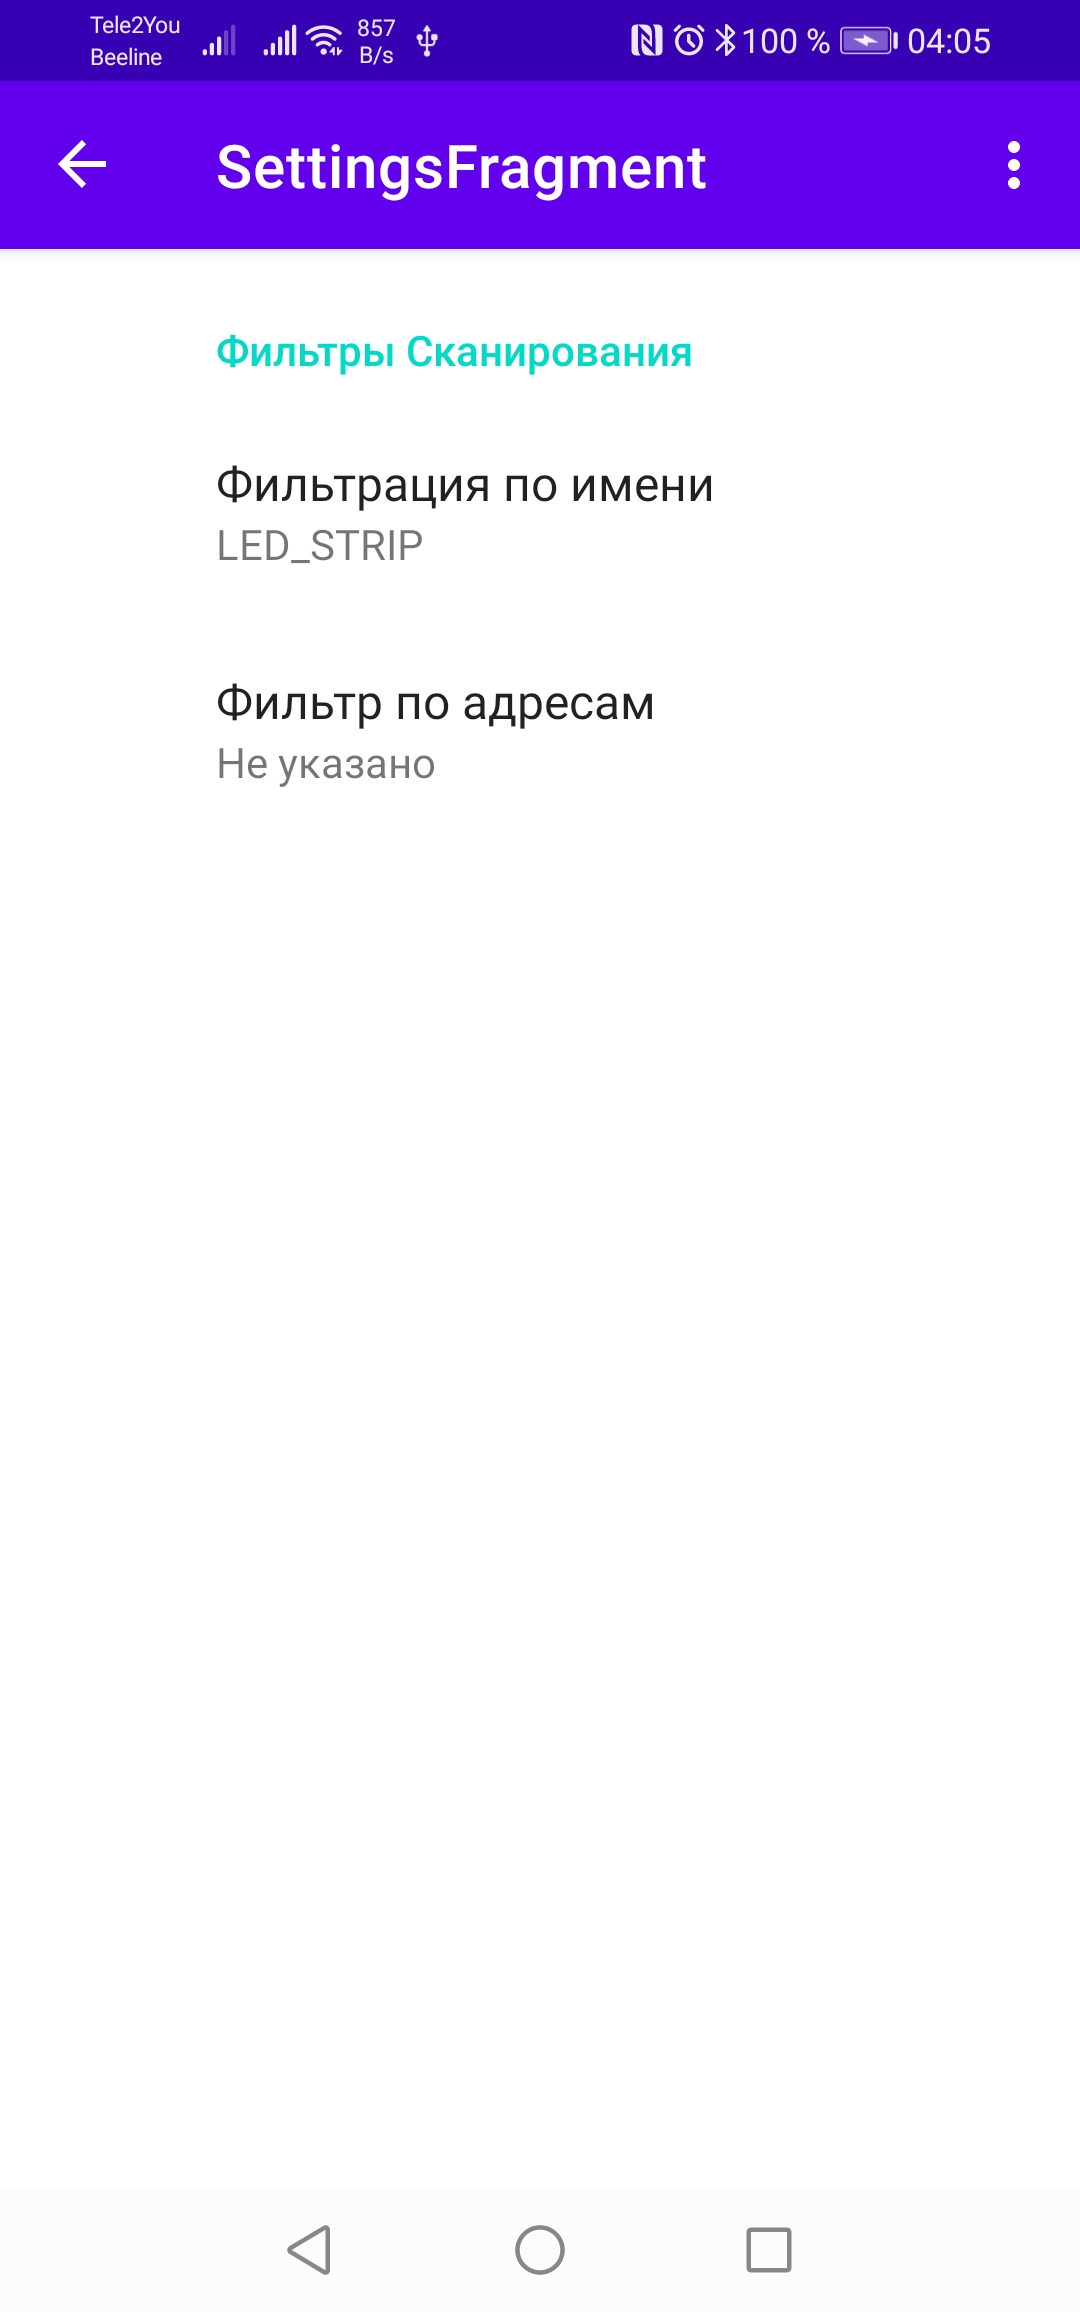 Tele2You
Beeline
857
B/s
100 %
04:05
SettingsFragment
Фильтры Сканирования
Фильтрация по имени
LED_STRIP
Фильтр по адресам
Не указано